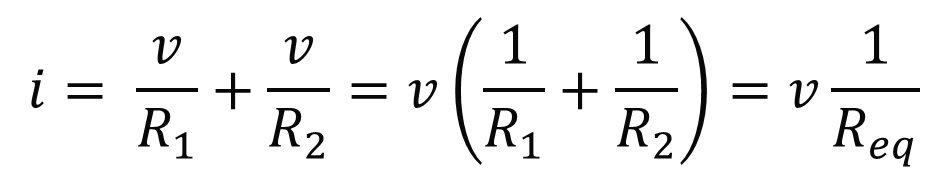 i = v/R₁ + v/R₂ = v(1/R₁ + 1/R₂) = v 1/R_eq